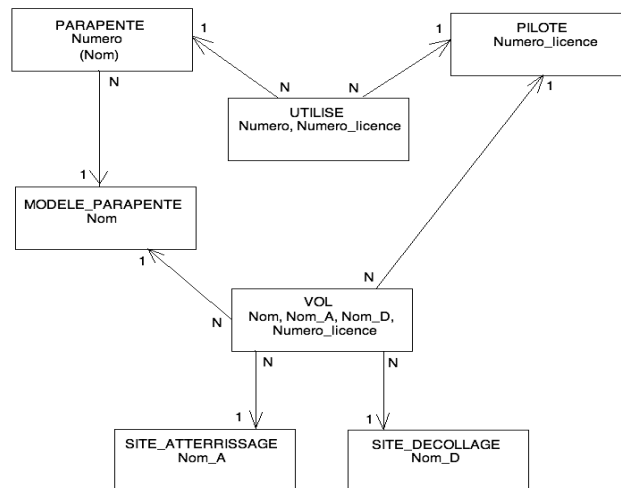 PARAPENTE
Numero
(Nom)
1
N
PILOTE
Numero_licence
1
1
N
N
UTILISE
Numero, Numero_licence
1
MODELE_PARAPENTE
Nom
1
N
N
VOL
Nom, Nom_A, Nom_D,
Numero_licence
N
N
1
1
SITE_ATTERRISSAGE
Nom_A
SITE_DECOLLAGE
Nom_D